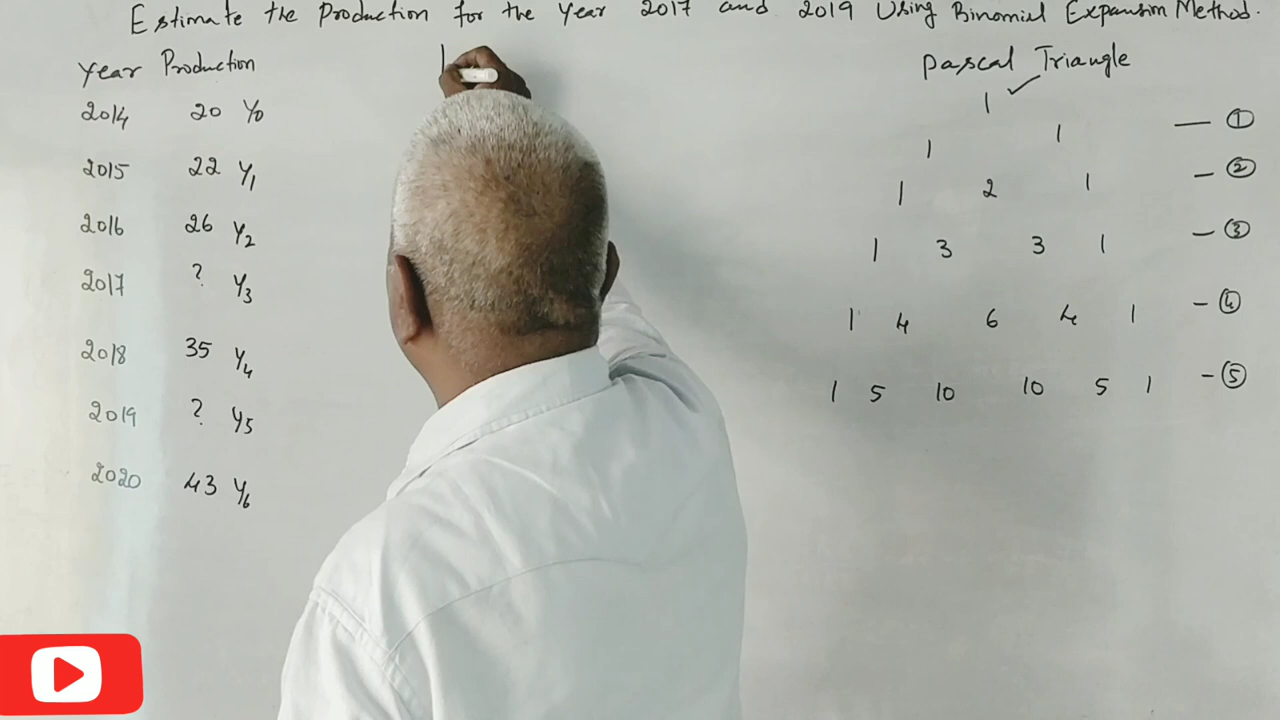 Estimate the Production for the Year 2017 and 2019 Using Binomial Expansion Method.
Year Production
2014 20 Y0
2015 22 Y1
2016 26 Y2
2017 ? Y3
2018 35 Y4
2019 ? Y5
2020 43 Y6
Pascal Triangle
1 ✓
1 1 — ①
1 2 1 — ②
1 3 3 1 — ③
1 4 6 4 1 — ④
1 5 10 10 5 1 — ⑤